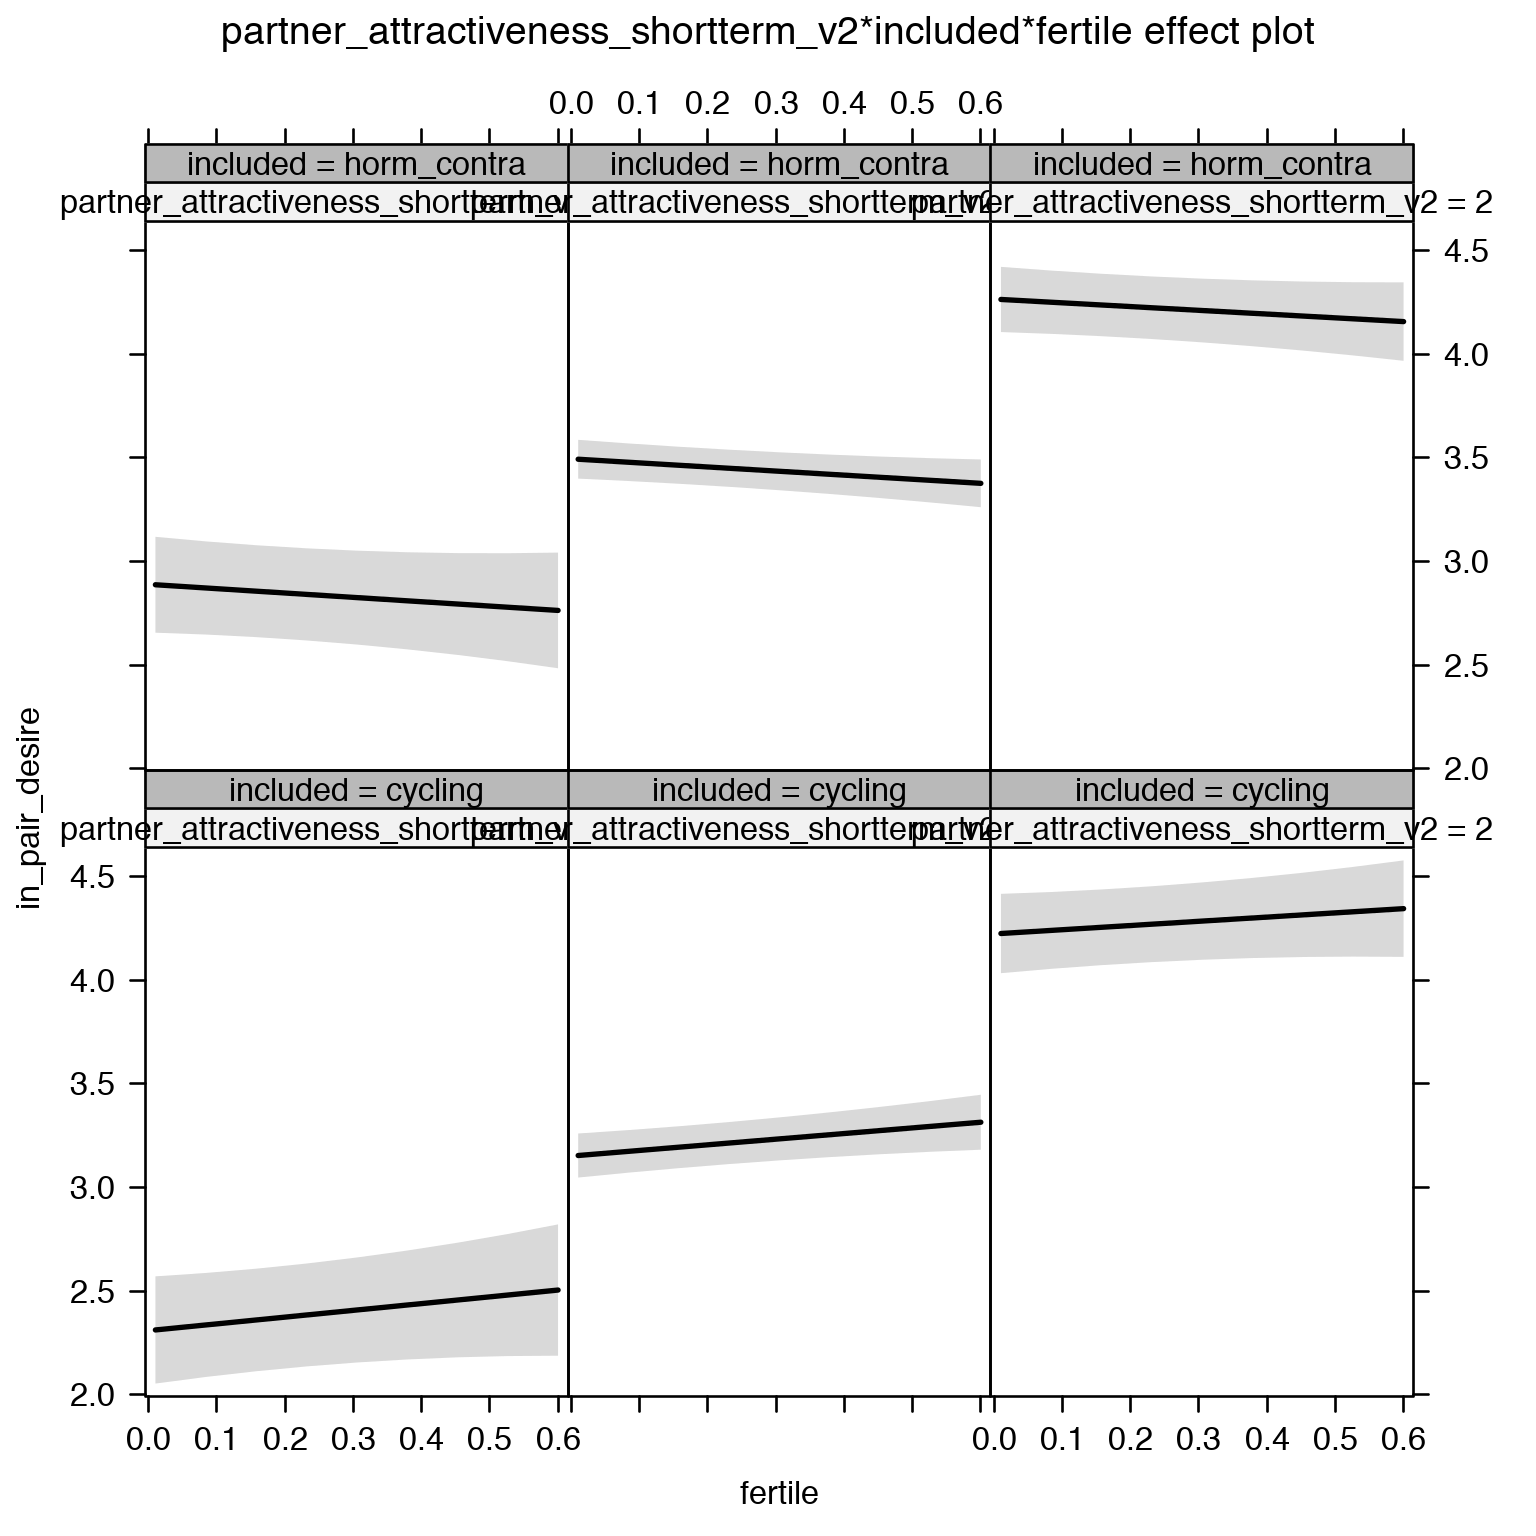 partner_attractiveness_shortterm_v2*included*fertile effect plot
0.0 0.1 0.2 0.3 0.4 0.5 0.6
included = horm_contra included = horm_contra included = horm_contra
partner_attractiveness_shortterm_v partner_attractiveness_shortterm_v2 partner_attractiveness_shortterm_v2 = 2
4.5
4.0
3.5
3.0
2.5
2.0
included = cycling included = cycling included = cycling
partner_attractiveness_shortterm_v partner_attractiveness_shortterm_v2 partner_attractiveness_shortterm_v2 = 2
in_pair_desire
4.5
4.0
3.5
3.0
2.5
2.0
0.0 0.1 0.2 0.3 0.4 0.5 0.6 0.0 0.1 0.2 0.3 0.4 0.5 0.6
fertile